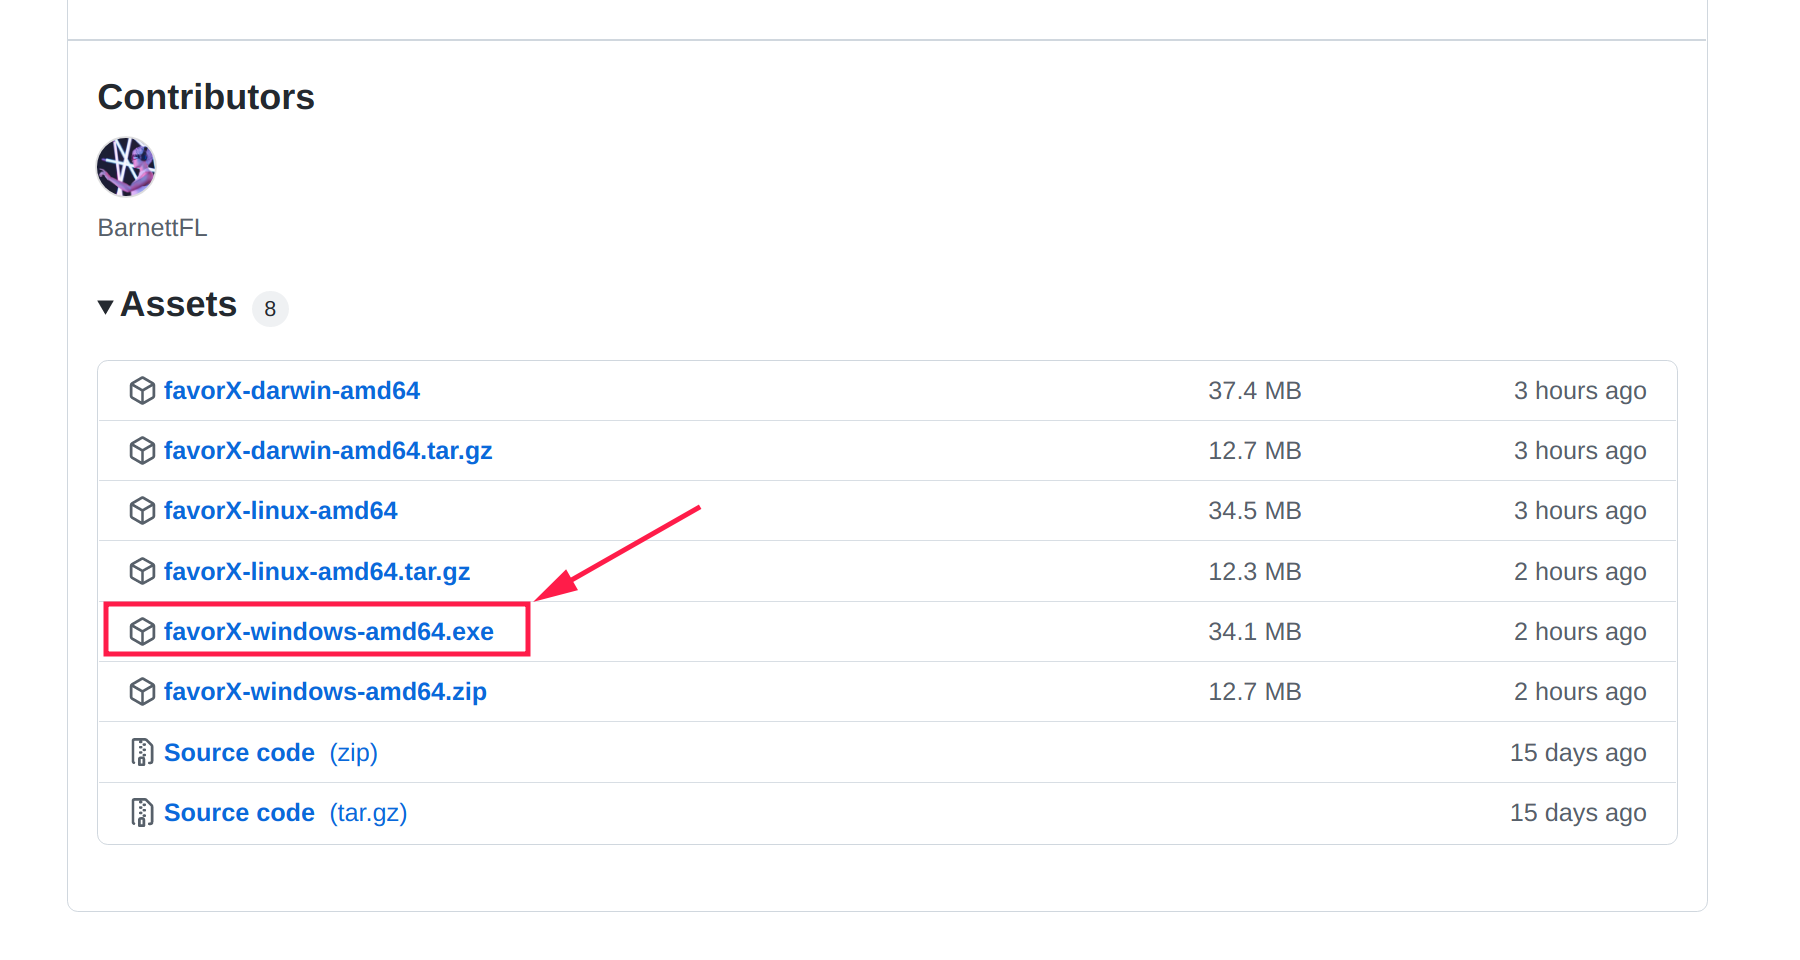 Contributors
BarnettFL
Assets 8
favorX-darwin-amd64 37.4 MB 3 hours ago
favorX-darwin-amd64.tar.gz 12.7 MB 3 hours ago
favorX-linux-amd64 34.5 MB 3 hours ago
favorX-linux-amd64.tar.gz 12.3 MB 2 hours ago
favorX-windows-amd64.exe 34.1 MB 2 hours ago
favorX-windows-amd64.zip 12.7 MB 2 hours ago
Source code (zip) 15 days ago
Source code (tar.gz) 15 days ago